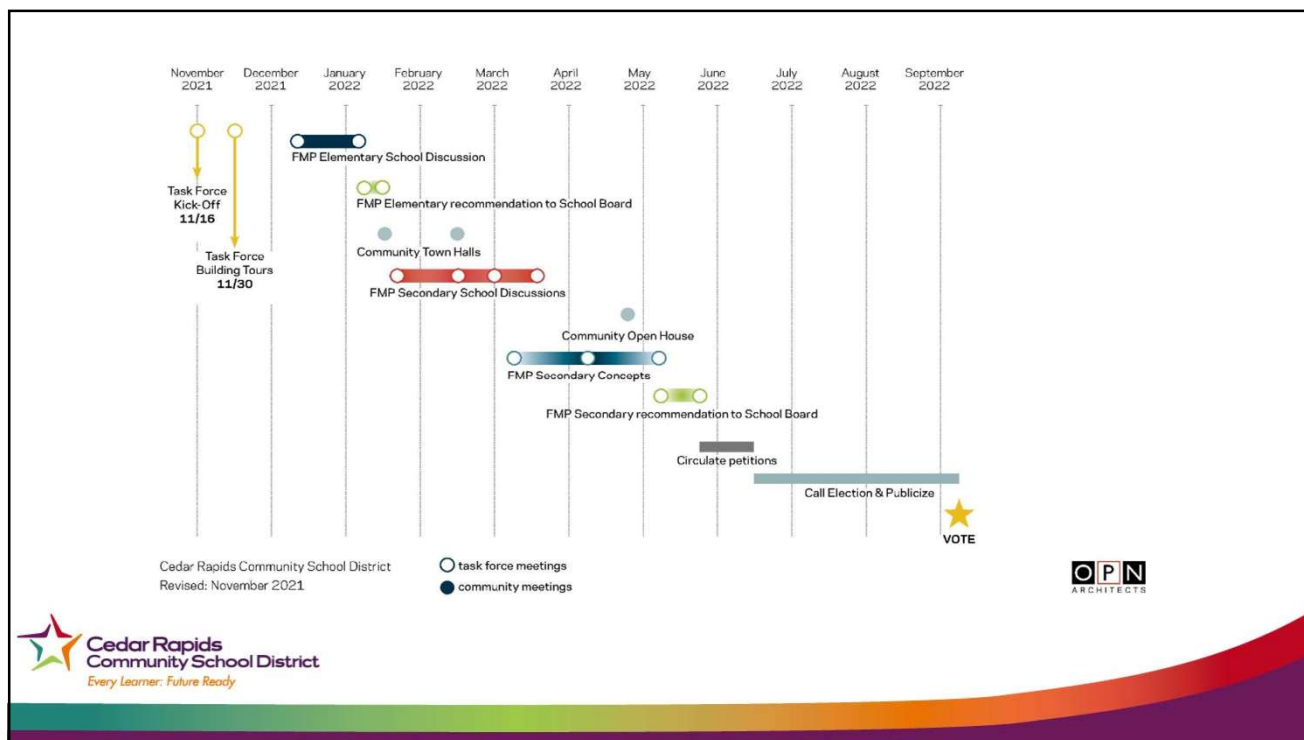 November
2021
December
2021
January
2022
February
2022
March
2022
April
2022
May
2022
June
2022
July
2022
August
2022
September
2022
FMP Elementary School Discussion
Task Force
Kick-Off
11/16
FMP Elementary recommendation to School Board
Community Town Halls
Task Force
Building Tours
11/30
FMP Secondary School Discussions
Community Open House
FMP Secondary Concepts
FMP Secondary recommendation to School Board
Circulate petitions
Call Election & Publicize
VOTE
Cedar Rapids Community School District
Revised: November 2021
task force meetings
community meetings
OPN
ARCHITECTS
Cedar Rapids
Community School District
Every Learner: Future Ready